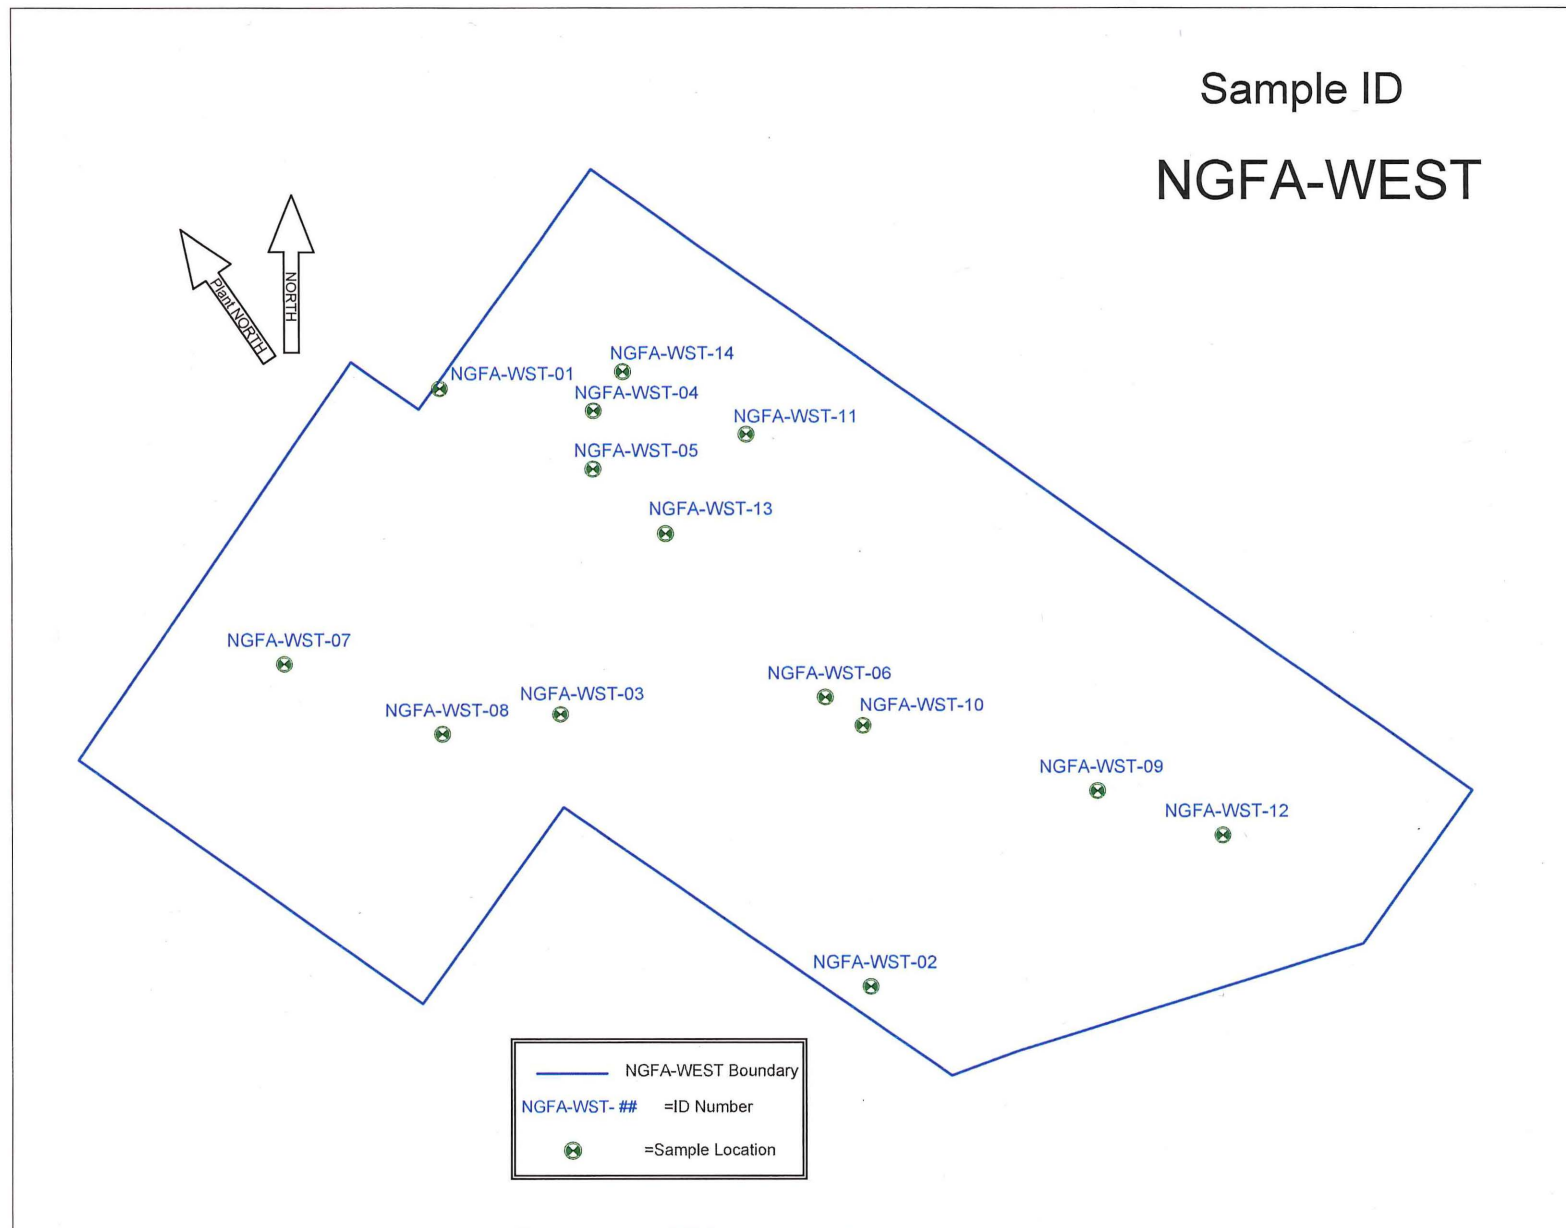 Sample ID
NGFA-WEST
NORTH
Plant NORTH
NGFA-WST-14
NGFA-WST-01
NGFA-WST-04
NGFA-WST-11
NGFA-WST-05
NGFA-WST-13
NGFA-WST-07
NGFA-WST-06
NGFA-WST-03
NGFA-WST-10
NGFA-WST-08
NGFA-WST-09
NGFA-WST-12
NGFA-WST-02
NGFA-WEST Boundary
NGFA-WST- ## =ID Number
=Sample Location